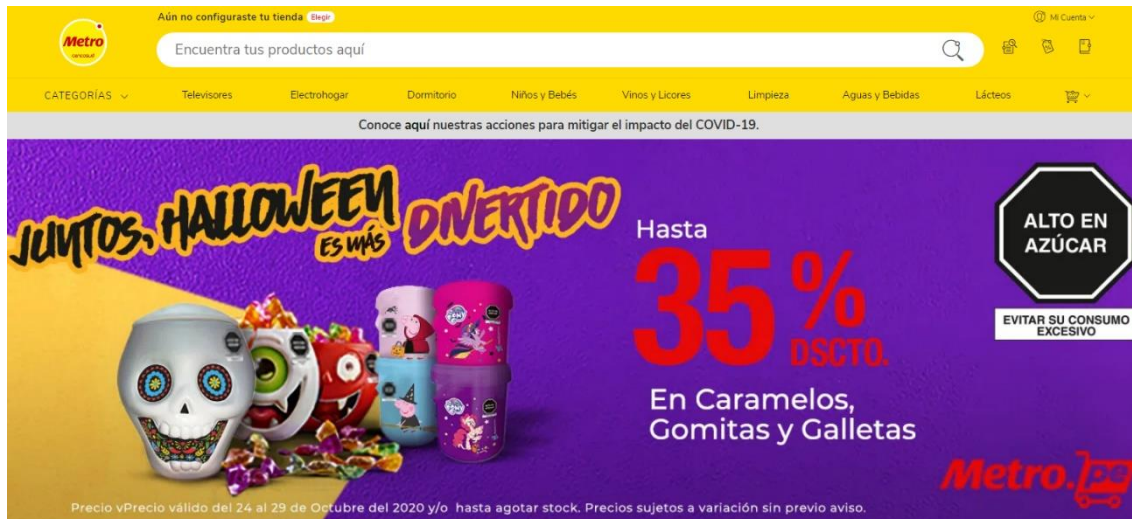 Aún no configuraste tu tienda Elegir
Mi Cuenta
Metro
cencosud
Encuentra tus productos aquí
CATEGORÍAS
Televisores
Electrohogar
Dormitorio
Niños y Bebés
Vinos y Licores
Limpieza
Aguas y Bebidas
Lácteos
Conoce aquí nuestras acciones para mitigar el impacto del COVID-19.
JUNTOS, HALLOWEEN
ES MÁS DIVERTIDO
Hasta
35%
DSCTO.
En Caramelos,
Gomitas y Galletas
ALTO EN
AZÚCAR
EVITAR SU CONSUMO
EXCESIVO
Metro.pe
Precio vPrecio válido del 24 al 29 de Octubre del 2020 y/o hasta agotar stock. Precios sujetos a variación sin previo aviso.